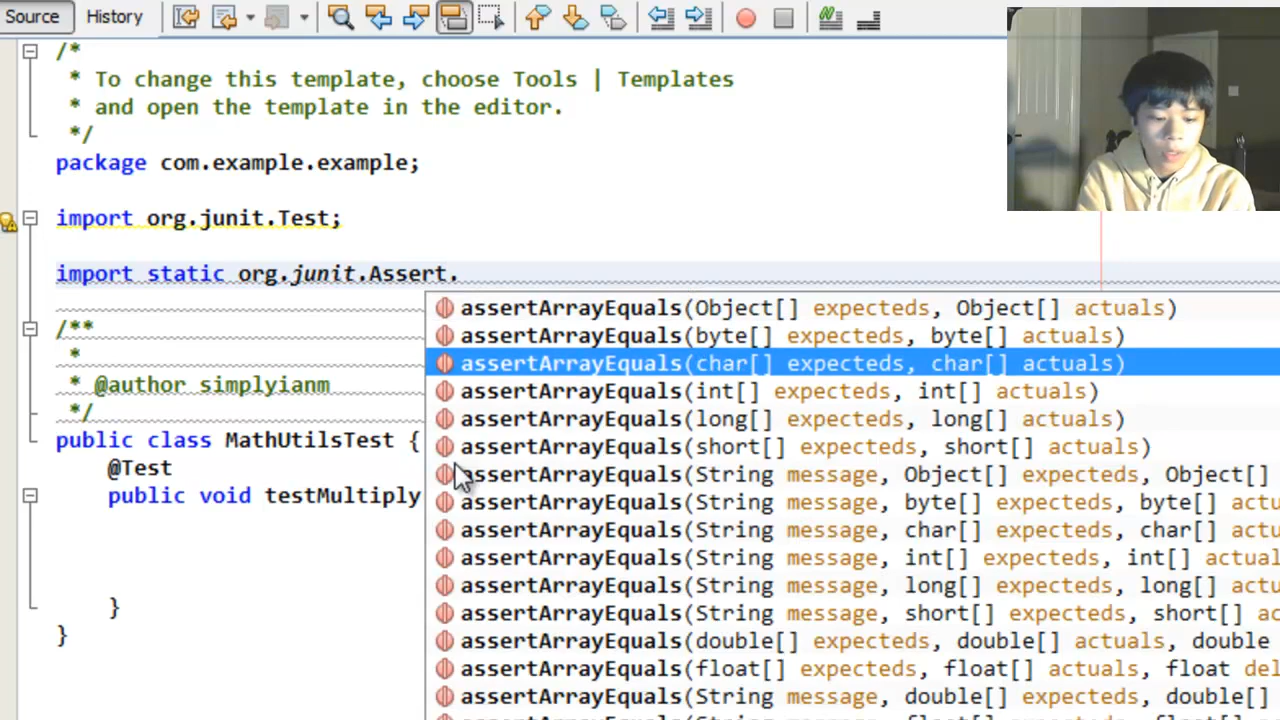 Source History
/*
* To change this template, choose Tools | Templates
* and open the template in the editor.
*/
package com.example.example;
import org.junit.Test;
import static org.junit.Assert.
assertArrayEquals(Object[] expecteds, Object[] actuals)
/**
assertArrayEquals(byte[] expecteds, byte[] actuals)
*
assertArrayEquals(char[] expecteds, char[] actuals)
* @author simplyianm
assertArrayEquals(int[] expecteds, int[] actuals)
*/
assertArrayEquals(long[] expecteds, long[] actuals)
public class MathUtilsTest {
assertArrayEquals(short[] expecteds, short[] actuals)
@Test
assertArrayEquals(String message, Object[] expecteds, Object[]
public void testMultiply
assertArrayEquals(String message, byte[] expecteds, byte[] actu
assertArrayEquals(String message, char[] expecteds, char[] actu
assertArrayEquals(String message, int[] expecteds, int[] actual
assertArrayEquals(String message, long[] expecteds, long[] actu
}
assertArrayEquals(String message, short[] expecteds, short[] ac
}
assertArrayEquals(double[] expecteds, double[] actuals, double
assertArrayEquals(float[] expecteds, float[] actuals, float del
assertArrayEquals(String message, double[] expecteds, double[]